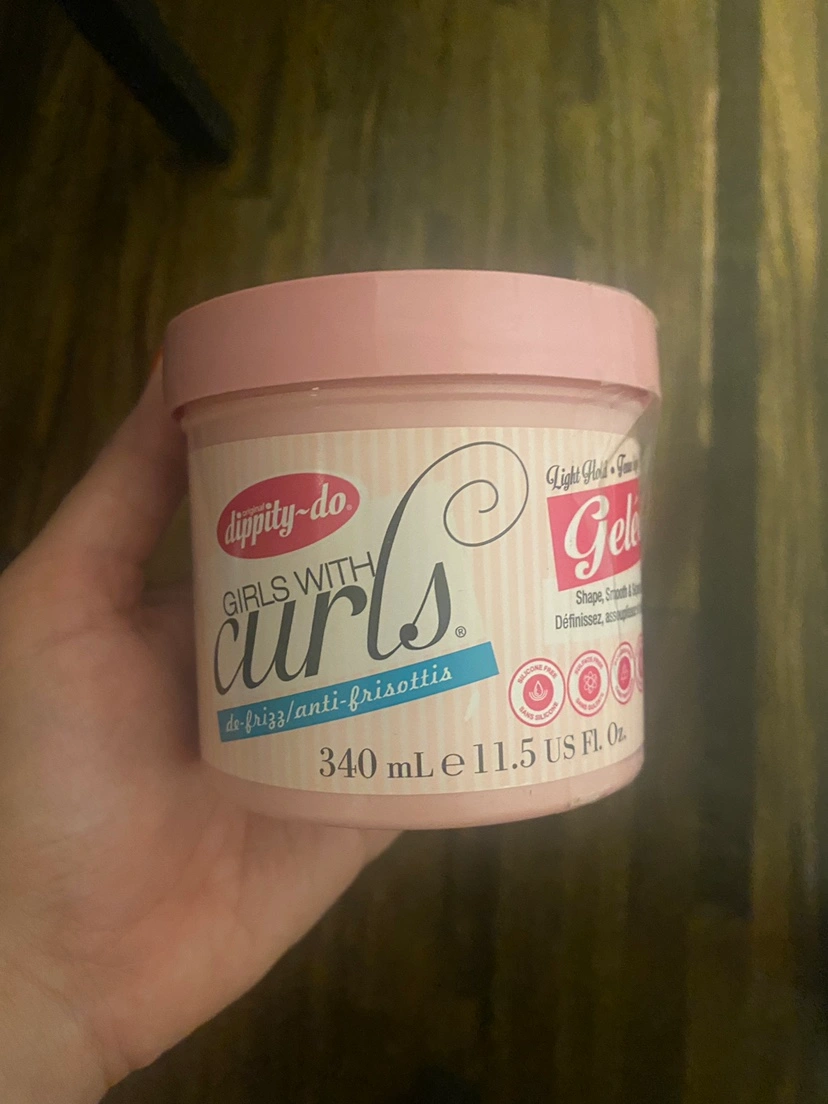 original
dippity~do®
GIRLS WITH
curls®
de-frizz/anti-frisottis
340 mL e 11.5 US Fl. Oz.
Light Hold •
Shape, Smooth &
Définissez,
SILICONE FREE
SANS SILICONE